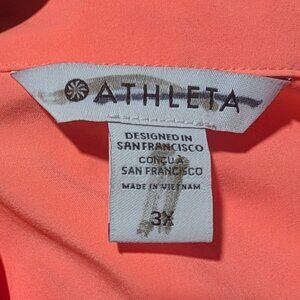 ATHLETA
DESIGNED IN
SAN FRANCISCO
CONÇU A
SAN FRANCISCO
MADE IN VIETNAM
3X